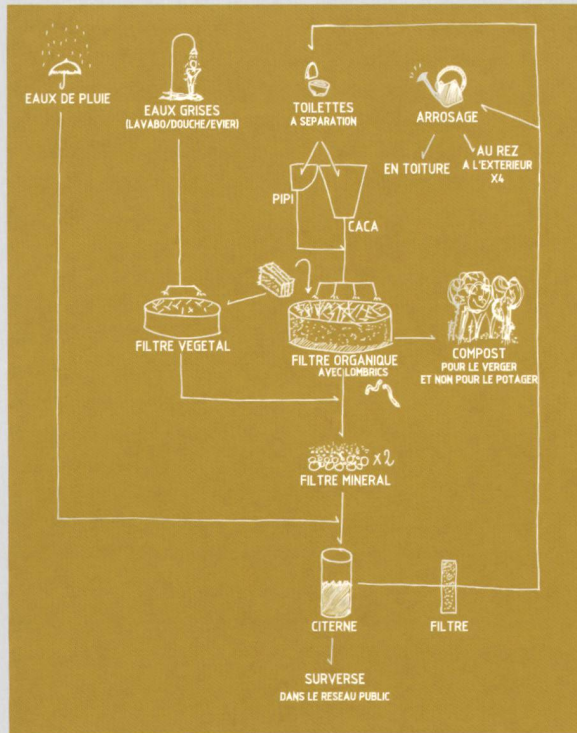 EAUX DE PLUIE
EAUX GRISES
(LAVABO/DOUCHE/EVIER)
TOILETTES
A SEPARATION
ARROSAGE
EN TOITURE
AU REZ
A L'EXTERIEUR
X4
PIPI
CACA
FILTRE VEGETAL
FILTRE ORGANIQUE
AVEC LOMBRICS
COMPOST
POUR LE VERGER
ET NON POUR LE POTAGER
X2
FILTRE MINERAL
CITERNE
FILTRE
SURVERSE
DANS LE RESEAU PUBLIC